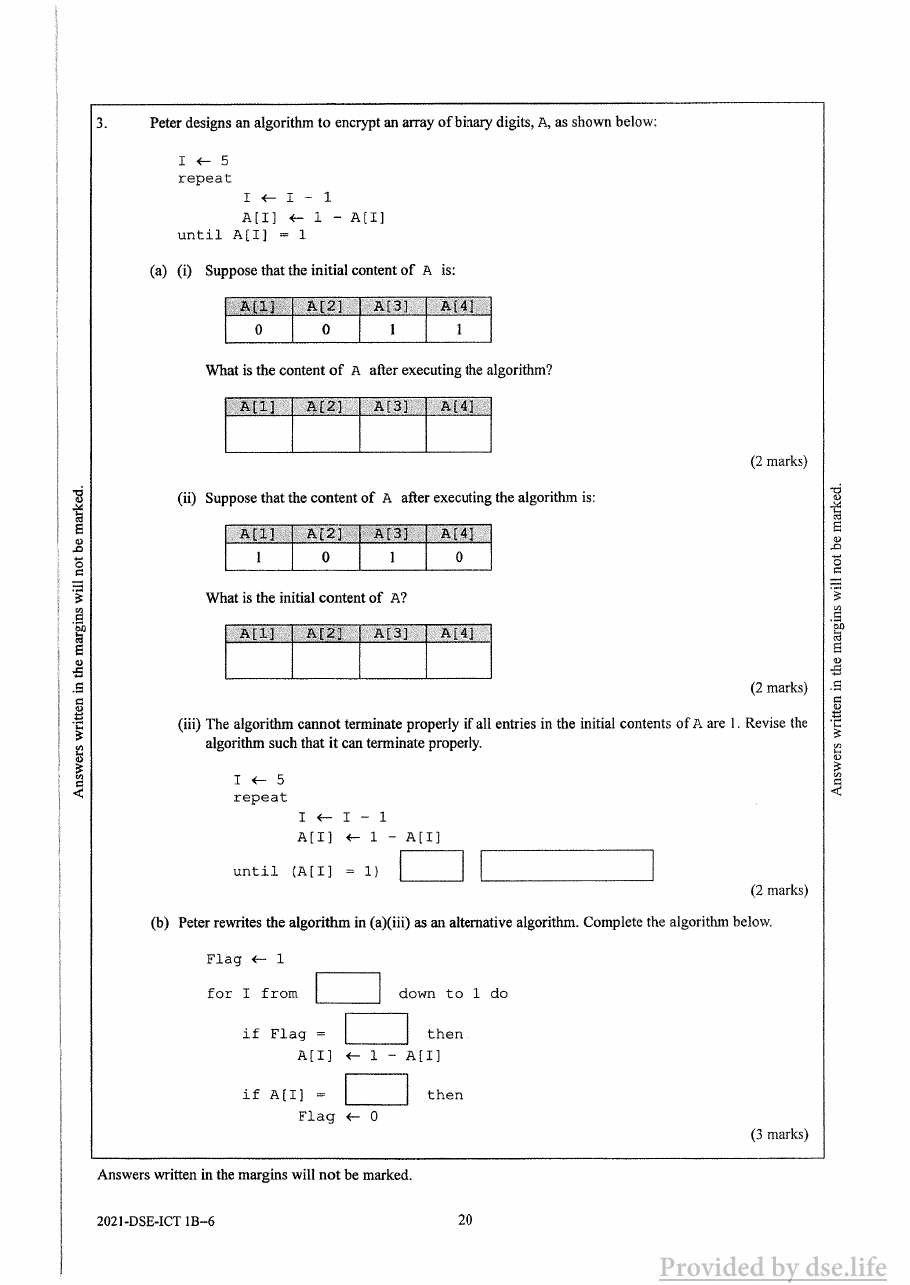 3. Peter designs an algorithm to encrypt an array of binary digits, A, as shown below:
I ← 5
repeat
I ← I - 1
A[I] ← 1 - A[I]
until A[I] = 1
(a) (i) Suppose that the initial content of A is:
A[1] A[2] A[3] A[4]
0 0 1 1
What is the content of A after executing the algorithm?
A[1] A[2] A[3] A[4]
(2 marks)
(ii) Suppose that the content of A after executing the algorithm is:
A[1] A[2] A[3] A[4]
1 0 1 0
What is the initial content of A?
A[1] A[2] A[3] A[4]
(2 marks)
(iii) The algorithm cannot terminate properly if all entries in the initial contents of A are 1. Revise the
algorithm such that it can terminate properly.
I ← 5
repeat
I ← I - 1
A[I] ← 1 - A[I]
until (A[I] = 1)
(2 marks)
(b) Peter rewrites the algorithm in (a)(iii) as an alternative algorithm. Complete the algorithm below.
Flag ← 1
for I from down to 1 do
if Flag = then
A[I] ← 1 - A[I]
if A[I] = then
Flag ← 0
(3 marks)
Answers written in the margins will not be marked.
Answers written in the margins will not be marked.
Answers written in the margins will not be marked.
2021-DSE-ICT 1B–6
20
Provided by dse.life